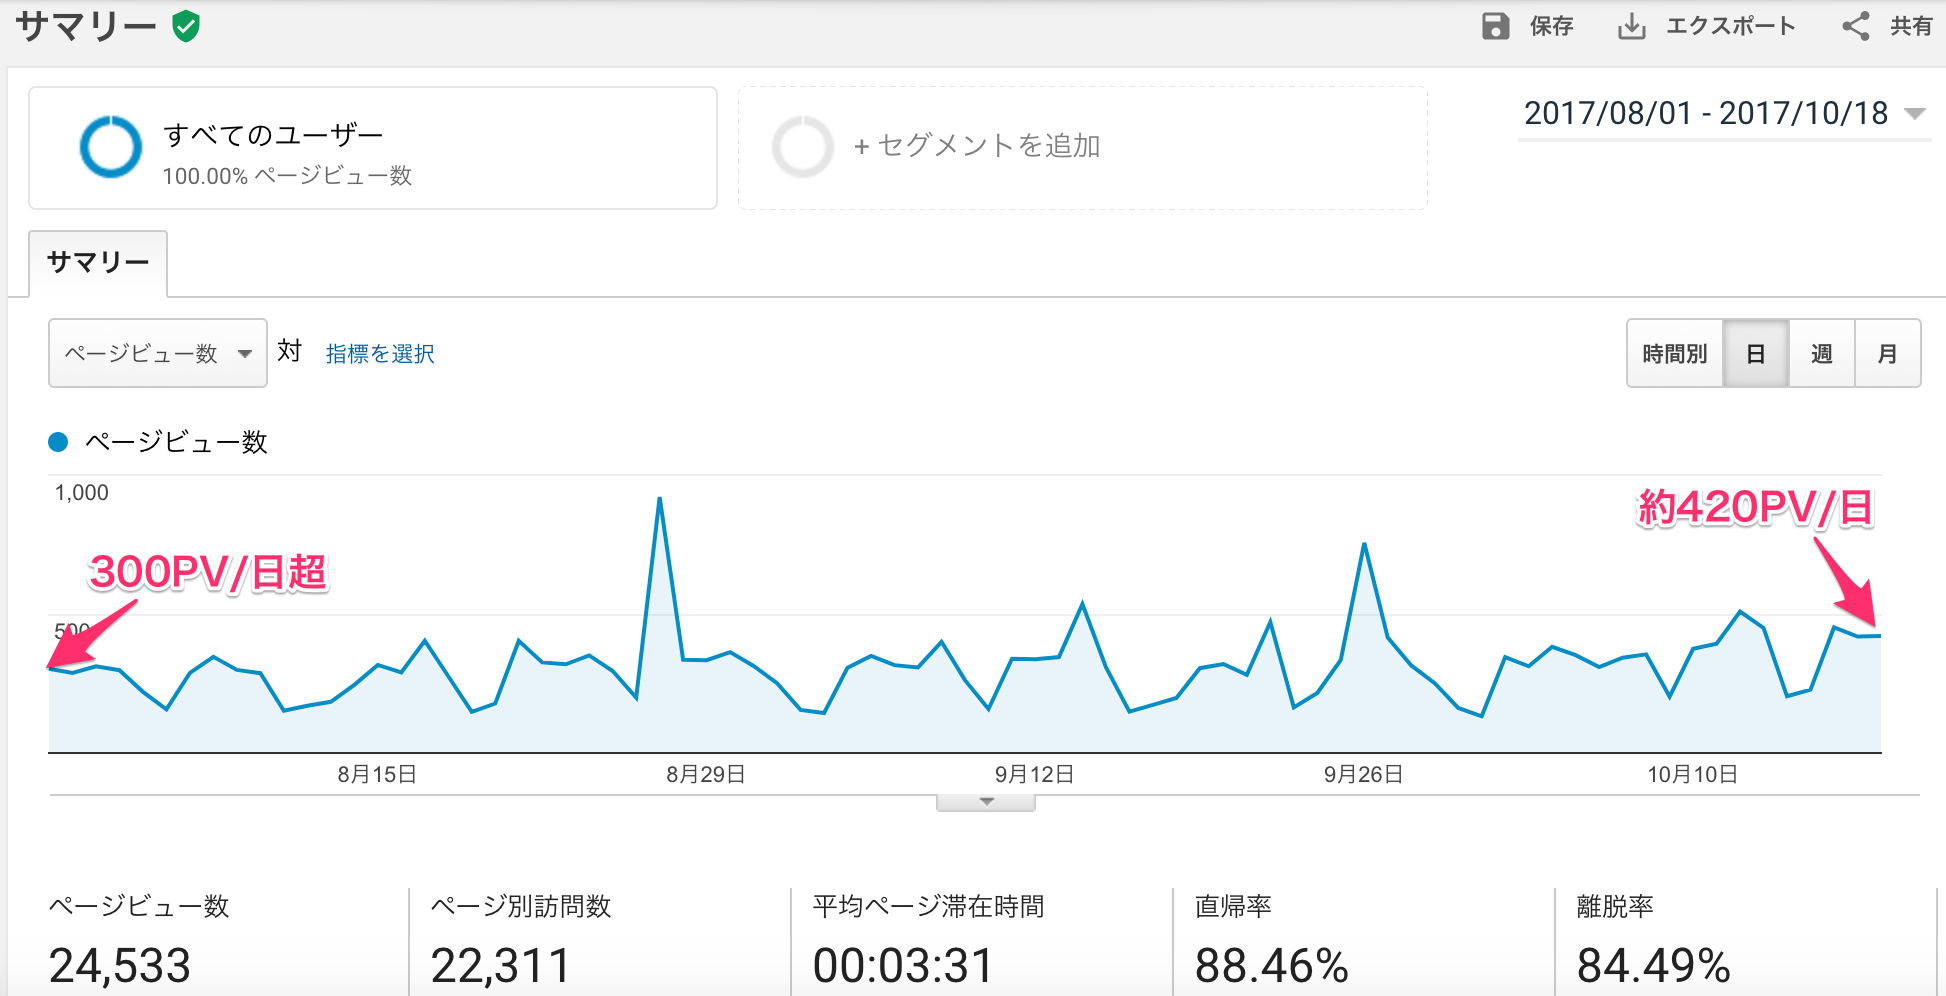 サマリー
保存
エクスポート
共有
すべてのユーザー
100.00% ページビュー数
+ セグメントを追加
2017/08/01 - 2017/10/18
サマリー
ページビュー数
対
指標を選択
時間別
日
週
月
ページビュー数
1,000
約420PV/日
300PV/日超
500
8月15日
8月29日
9月12日
9月26日
10月10日
ページビュー数
ページ別訪問数
平均ページ滞在時間
直帰率
離脱率
24,533
22,311
00:03:31
88.46%
84.49%